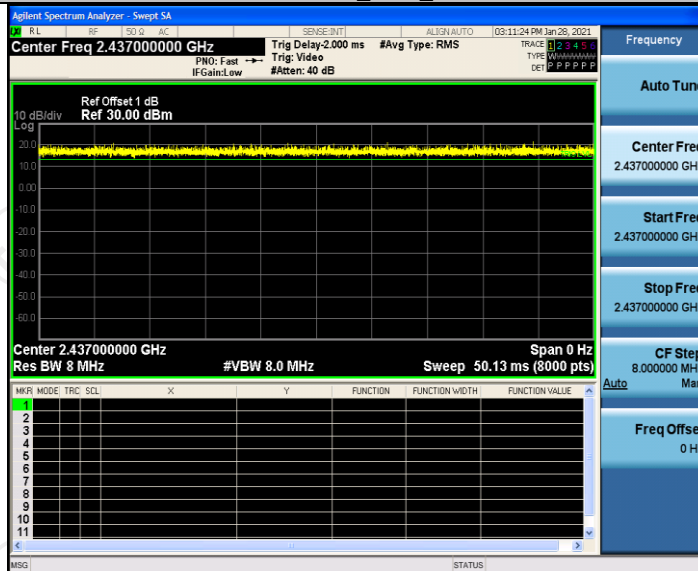 Agilent Spectrum Analyzer - Swept SA
RL RF 50 Ω AC SENSE:INT ALIGN AUTO 03:11:24 PM Jan 28, 2021
Center Freq 2.437000000 GHz
PNO: Fast
IFGain:Low
Trig Delay-2.000 ms
Trig: Video
#Atten: 40 dB
#Avg Type: RMS
TRACE 1 2 3 4 5 6
TYPE WWWWWW
DET P P P P P P
Ref Offset 1 dB
10 dB/div Ref 30.00 dBm
Log
20.0
10.0
0.00
-10.0
-20.0
-30.0
-40.0
-50.0
-60.0
Center 2.437000000 GHz Span 0 Hz
Res BW 8 MHz #VBW 8.0 MHz Sweep 50.13 ms (8000 pts)
MKR MODE TRC SCL X Y FUNCTION FUNCTION WIDTH FUNCTION VALUE
1
2
3
4
5
6
7
8
9
10
11
MSG STATUS
Frequency
Auto Tun
Center Fre
2.437000000 GH
Start Fre
2.437000000 GH
Stop Fre
2.437000000 GH
CF Step
8.000000 MH
Auto Ma
Freq Offse
0 H